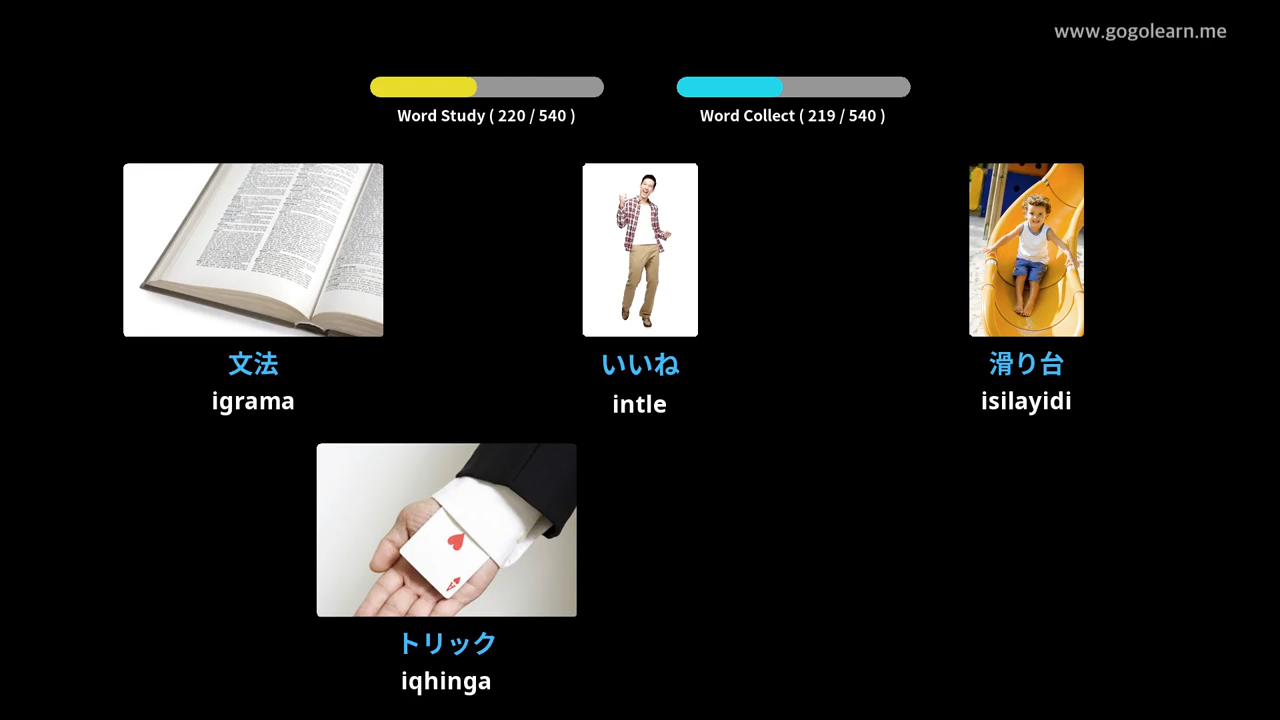 www.gogolearn.me
Word Study ( 220 / 540 )
Word Collect ( 219 / 540 )
文法
igrama
いいね
intle
滑り台
isilayidi
トリック
iqhinga